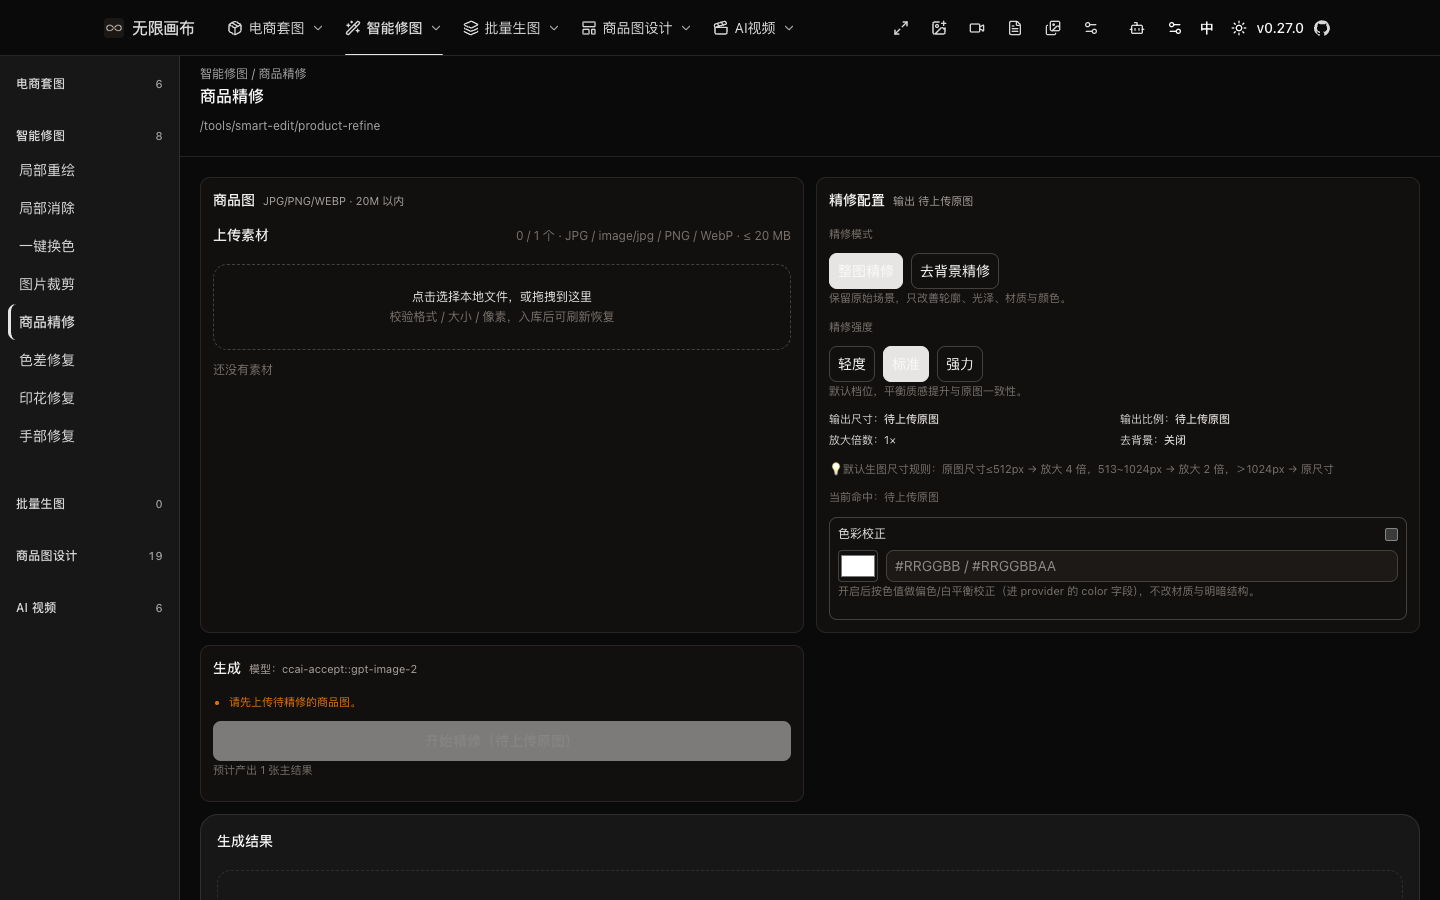 无限画布
电商套图
智能修图
批量生图
商品图设计
AI视频
中
v0.27.0
电商套图 6
智能修图 8
局部重绘
局部消除
一键换色
图片裁剪
商品精修
色差修复
印花修复
手部修复
批量生图 0
商品图设计 19
AI 视频 6
智能修图 / 商品精修
商品精修
/tools/smart-edit/product-refine
商品图 JPG/PNG/WEBP · 20M 以内
上传素材 0 / 1 个 · JPG / image/jpg / PNG / WebP · ≤ 20 MB
点击选择本地文件，或拖拽到这里
校验格式 / 大小 / 像素，入库后可刷新恢复
还没有素材
精修配置 输出 待上传原图
精修模式
整图精修 去背景精修
保留原始场景，只改善轮廓、光泽、材质与颜色。
精修强度
轻度 标准 强力
默认档位，平衡质感提升与原图一致性。
输出尺寸：待上传原图 输出比例：待上传原图
放大倍数：1× 去背景：关闭
💡默认生图尺寸规则：原图尺寸≤512px → 放大 4 倍，513~1024px → 放大 2 倍，＞1024px → 原尺寸
当前命中：待上传原图
色彩校正
#RRGGBB / #RRGGBBAA
开启后按色值做偏色/白平衡校正（进 provider 的 color 字段），不改材质与明暗结构。
生成 模型：ccai-accept::gpt-image-2
• 请先上传待精修的商品图。
开始精修（待上传原图）
预计产出 1 张主结果
生成结果